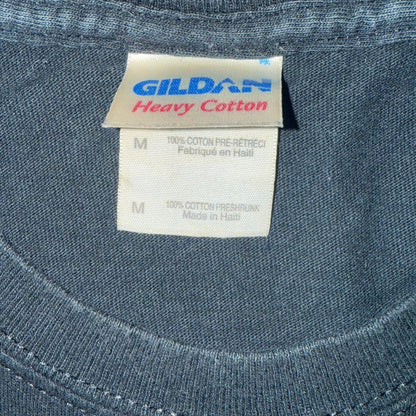 GILDAN
Heavy Cotton
M 100% COTON PRÉ-RÉTRÉCI
Fabriqué en Haïti
M 100% COTTON PRESHRUNK
Made in Haiti